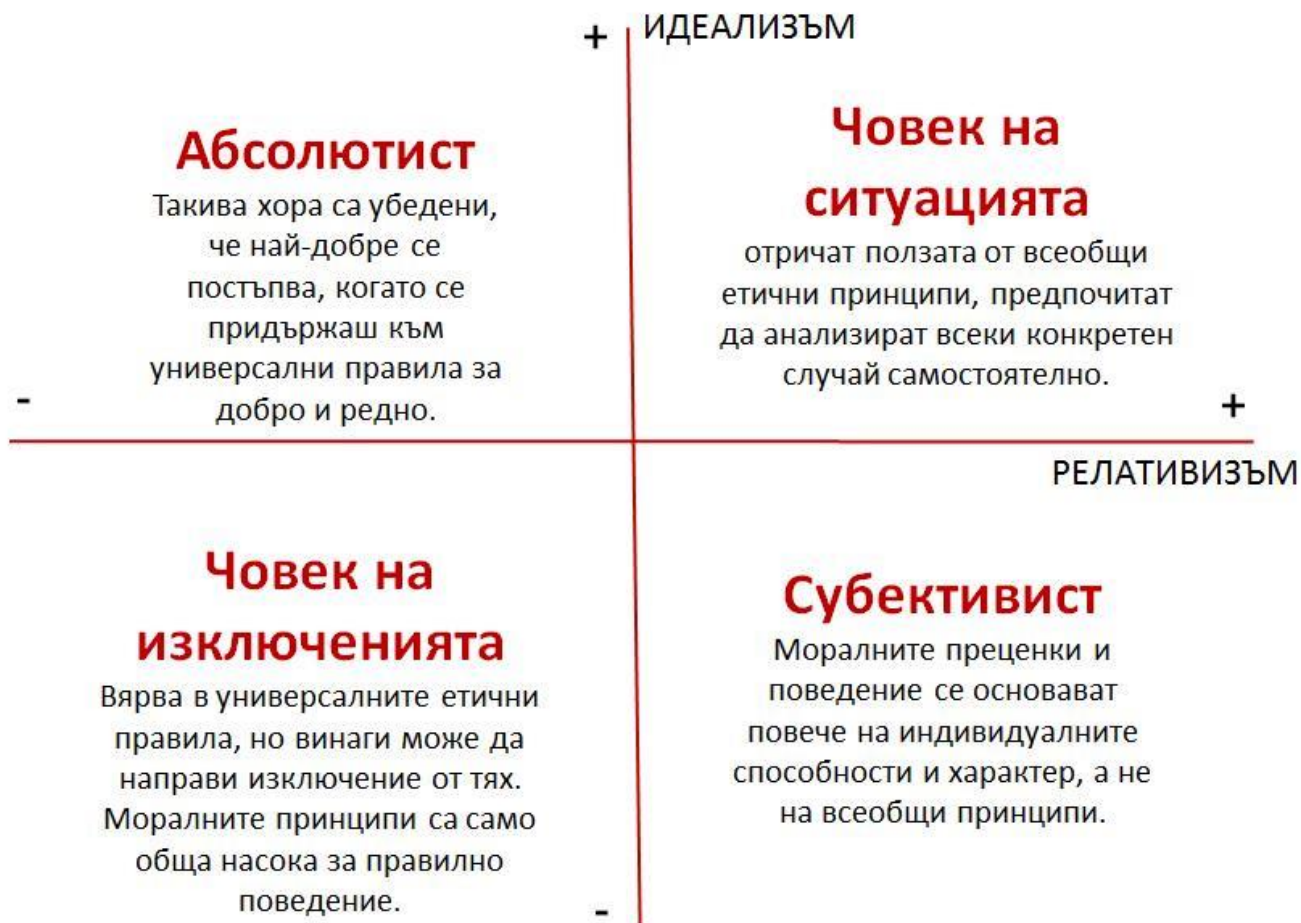 + ИДЕАЛИЗЪМ
Абсолютист
Такива хора са убедени,
че най-добре се
постъпва, когато се
придържаш към
универсални правила за
добро и редно.
-
Човек на
ситуацията
отричат ползата от всеобщи
етични принципи, предпочитат
да анализират всеки конкретен
случай самостоятелно.
+
РЕЛАТИВИЗЪМ
Човек на
изключенията
Вярва в универсалните етични
правила, но винаги може да
направи изключение от тях.
Моралните принципи са само
обща насока за правилно
поведение.
-
Субективист
Моралните преценки и
поведение се основават
повече на индивидуалните
способности и характер, а не
на всеобщи принципи.